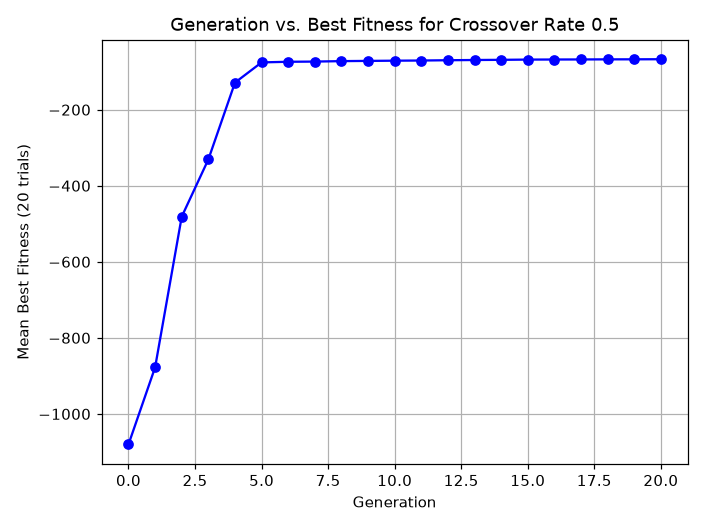 Generation vs. Best Fitness for Crossover Rate 0.5
Mean Best Fitness (20 trials)
−200
−400
−600
−800
−1000
0.0 2.5 5.0 7.5 10.0 12.5 15.0 17.5 20.0
Generation